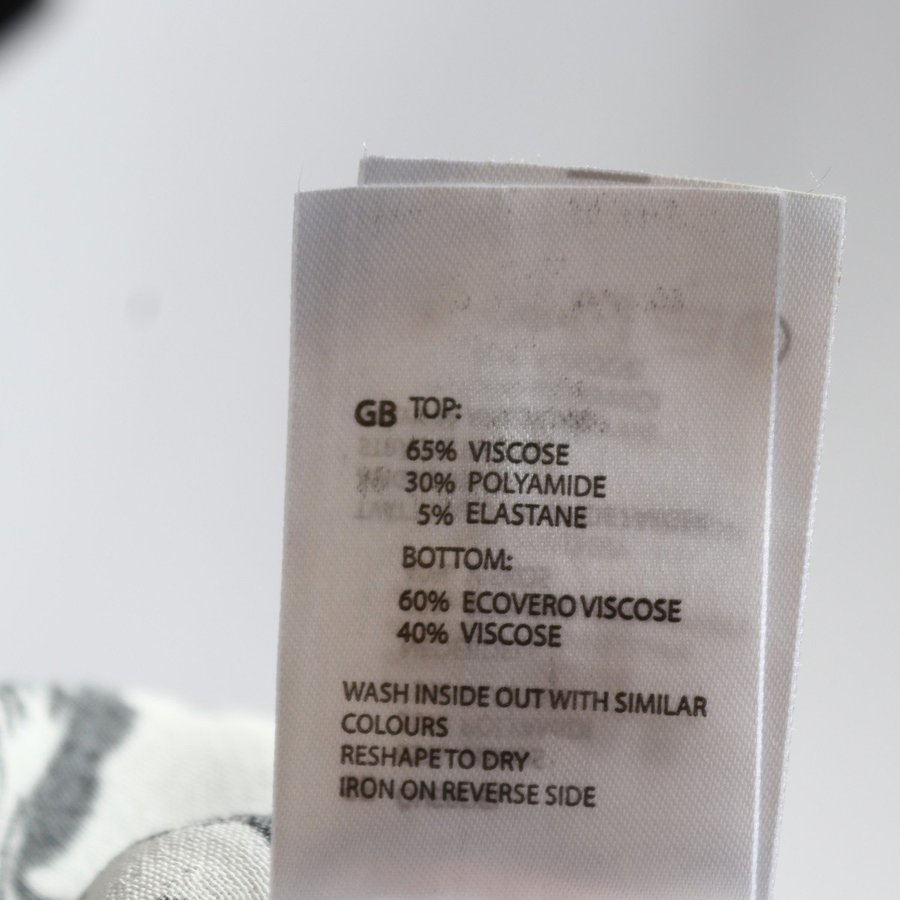 GB TOP:
65% VISCOSE
30% POLYAMIDE
5% ELASTANE
BOTTOM:
60% ECOVERO VISCOSE
40% VISCOSE
WASH INSIDE OUT WITH SIMILAR
COLOURS
RESHAPE TO DRY
IRON ON REVERSE SIDE